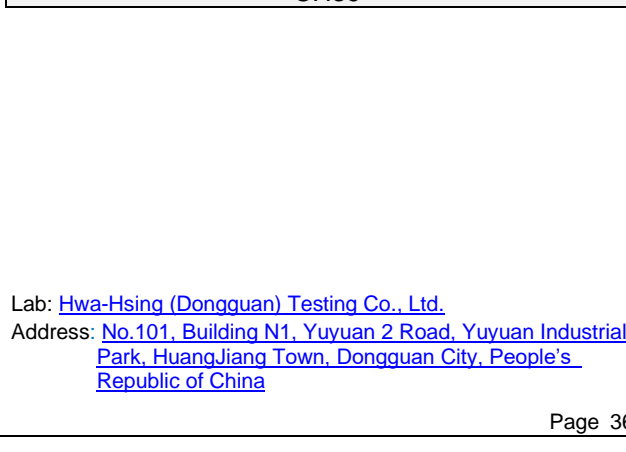 Lab: Hwa-Hsing (Dongguan) Testing Co., Ltd.
Address: No.101, Building N1, Yuyuan 2 Road, Yuyuan Industrial
Park, HuangJiang Town, Dongguan City, People’s
Republic of China
Page 36